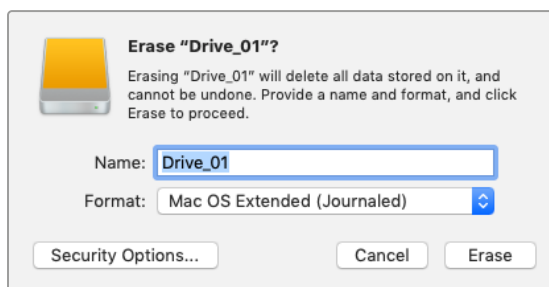 Erase “Drive_01”?
Erasing “Drive_01” will delete all data stored on it, and
cannot be undone. Provide a name and format, and click
Erase to proceed.
Name: Drive_01
Format: Mac OS Extended (Journaled)
Security Options... Cancel Erase